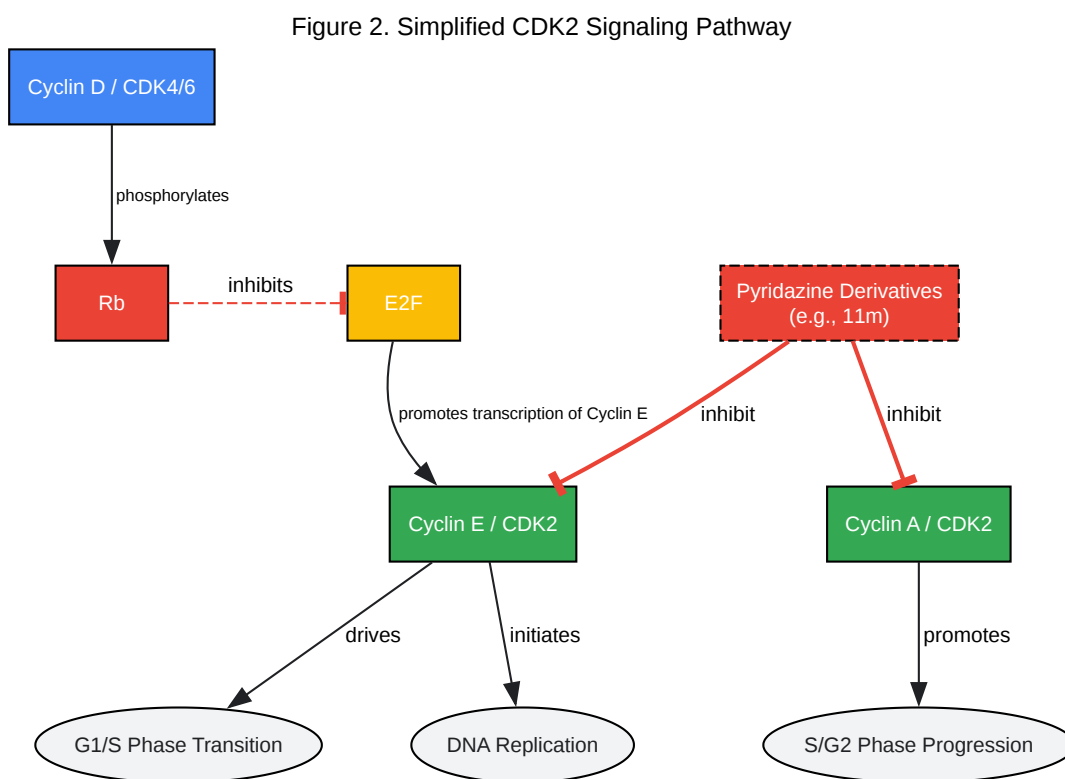 Figure 2. Simplified CDK2 Signaling Pathway
Cyclin D / CDK4/6
phosphorylates
Rb
inhibits
E2F
Pyridazine Derivatives
(e.g., 11m)
promotes transcription of Cyclin E
inhibit
inhibit
Cyclin E / CDK2
Cyclin A / CDK2
drives
initiates
promotes
G1/S Phase Transition
DNA Replication
S/G2 Phase Progression